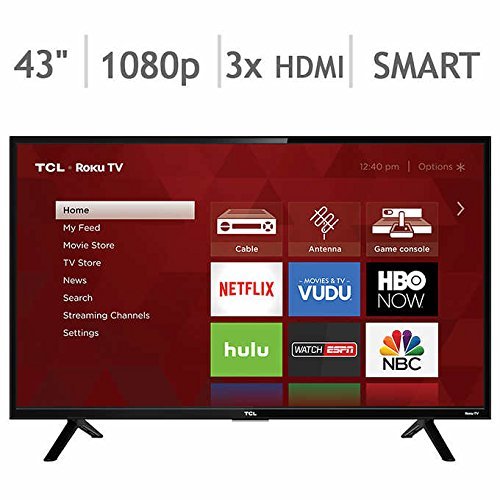 43" 1080p 3x HDMI SMART
TCL • Roku TV 12:40 pm Options ✱
Home
My Feed
Movie Store
TV Store
News
Search
Streaming Channels
Settings
Cable Antenna Game console
NETFLIX MOVIES & TV VUDU HBO NOW
hulu WATCH ESPN NBC
TCL Roku TV